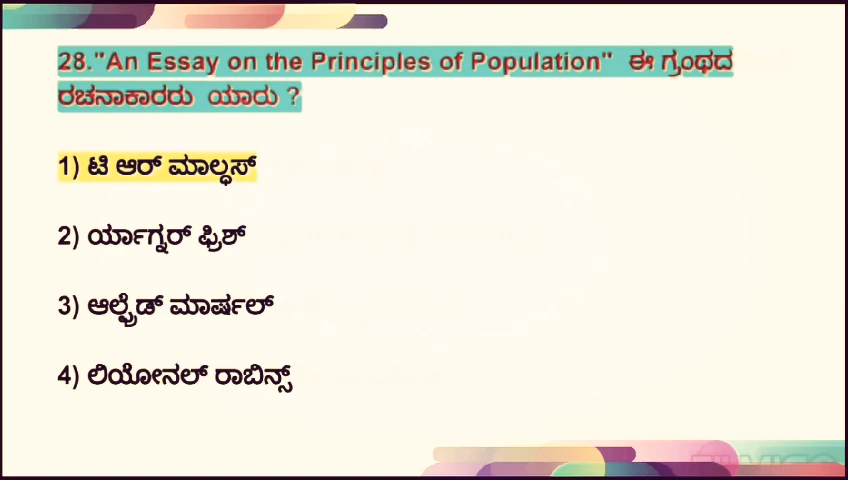 28."An Essay on the Principles of Population" ಈ ಗ್ರಂಥದ
ರಚನಾಕಾರರು ಯಾರು ?
1) ಟಿ ಆರ್ ಮಾಲ್ಥಸ್
2) ರ್ಯಾಗ್ನರ್ ಫ್ರಿಶ್
3) ಆಲ್ಫ್ರೆಡ್ ಮಾರ್ಷಲ್
4) ಲಿಯೋನಲ್ ರಾಬಿನ್ಸ್